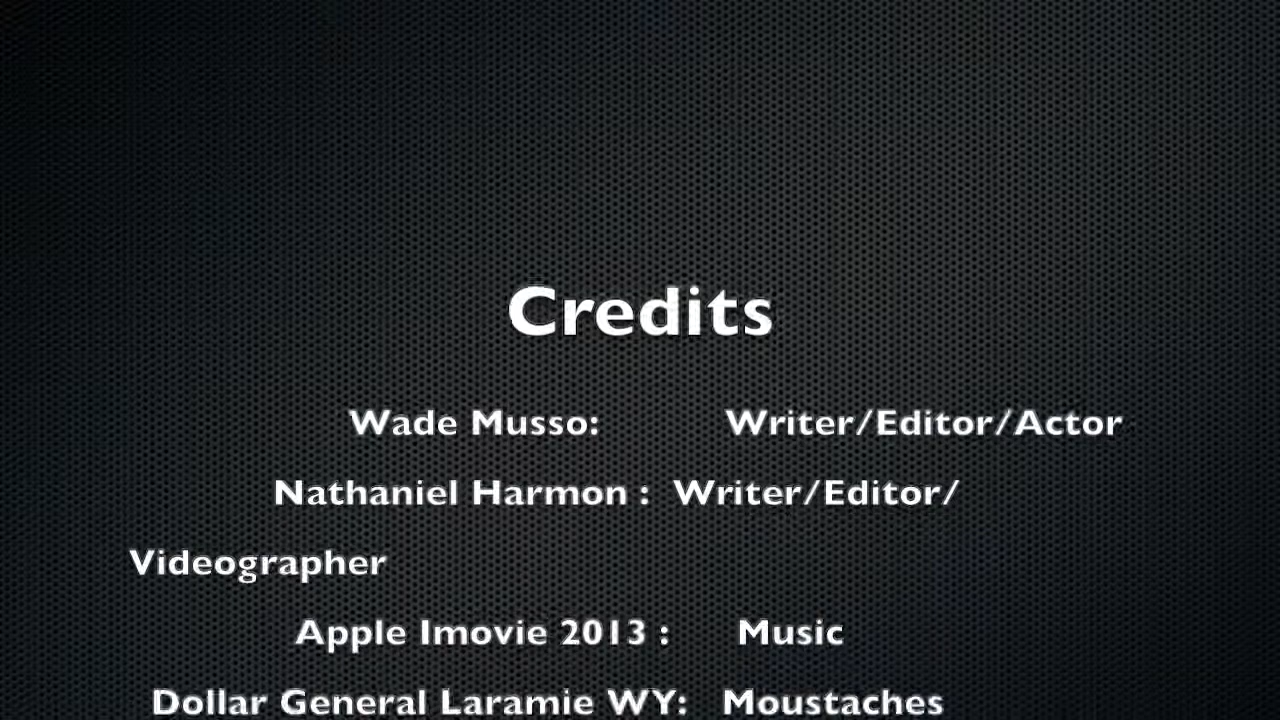 Credits
Wade Musso: Writer/Editor/Actor
Nathaniel Harmon : Writer/Editor/
Videographer
Apple Imovie 2013 : Music
Dollar General Laramie WY: Moustaches